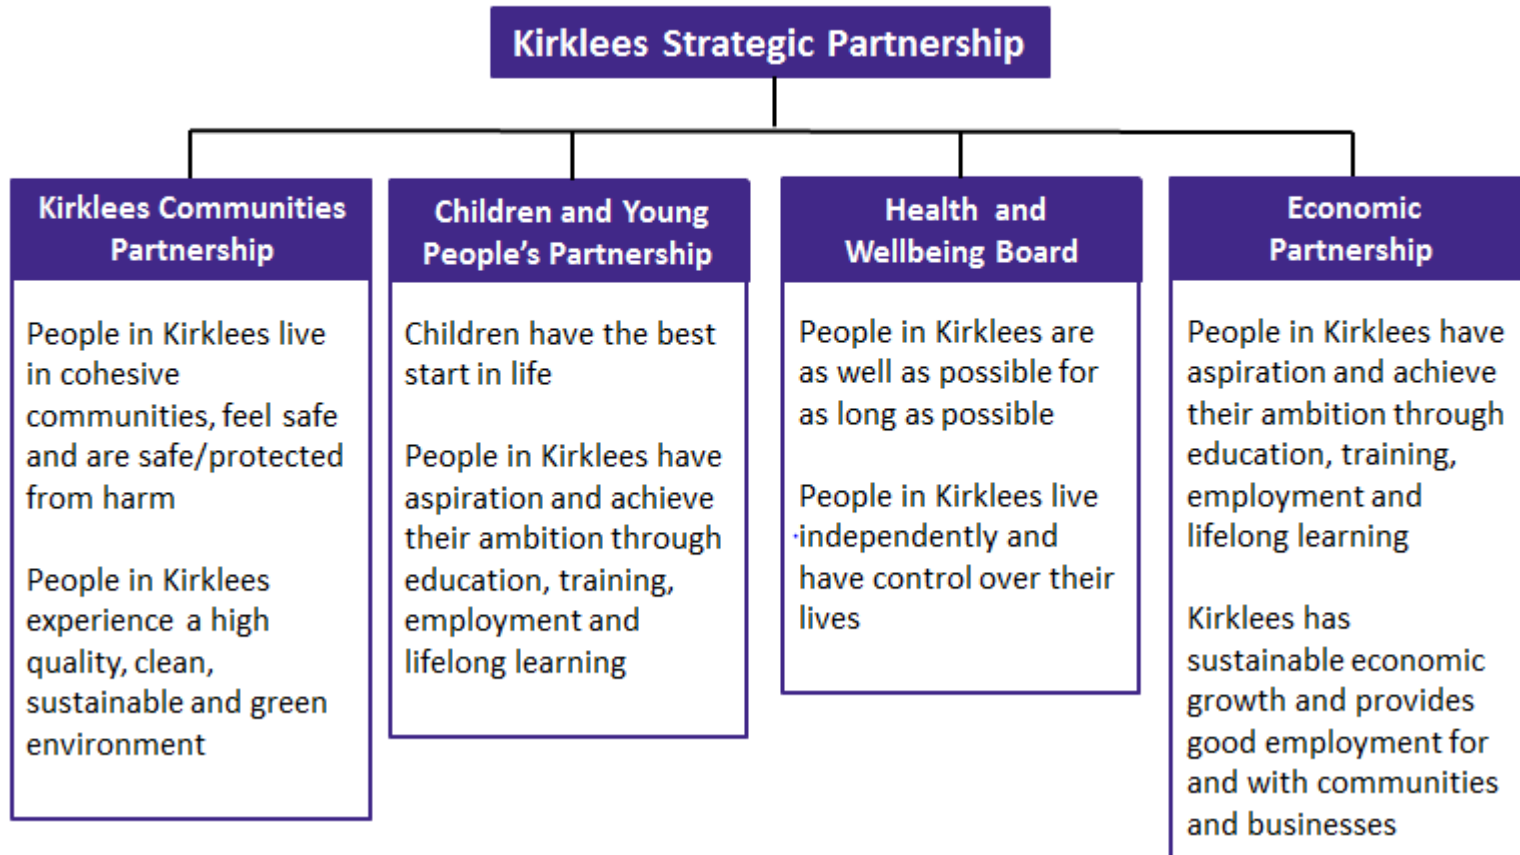 Kirklees Strategic Partnership
Kirklees Communities
Partnership
People in Kirklees live
in cohesive
communities, feel safe
and are safe/protected
from harm
People in Kirklees
experience a high
quality, clean,
sustainable and green
environment
Children and Young
People's Partnership
Children have the best
start in life
People in Kirklees have
aspiration and achieve
their ambition through
education, training,
employment and
lifelong learning
Health and
Wellbeing Board
People in Kirklees are
as well as possible for
as long as possible
People in Kirklees live
independently and
have control over their
lives
Economic
Partnership
People in Kirklees have
aspiration and achieve
their ambition through
education, training,
employment and
lifelong learning
Kirklees has
sustainable economic
growth and provides
good employment for
and with communities
and businesses